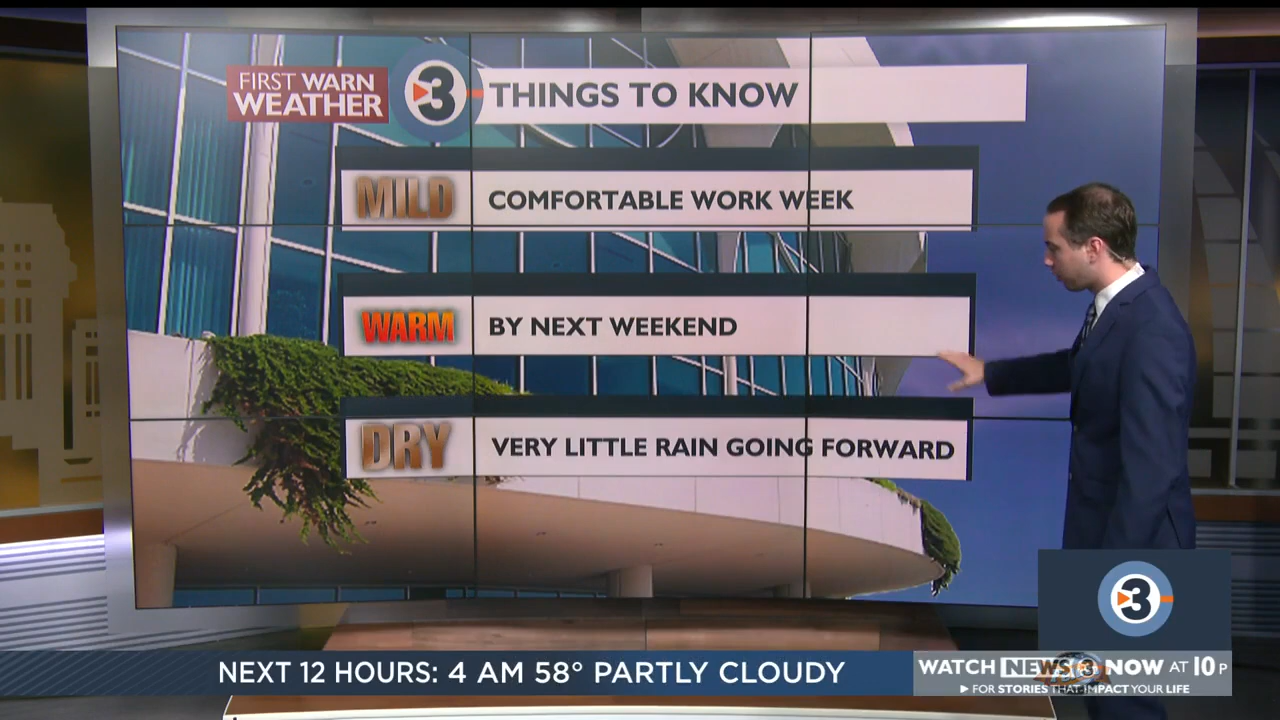 FIRST WARN
WEATHER
3 THINGS TO KNOW
MILD COMFORTABLE WORK WEEK
WARM BY NEXT WEEKEND
DRY VERY LITTLE RAIN GOING FORWARD
3
NEXT 12 HOURS: 4 AM 58° PARTLY CLOUDY
WATCH NEWS 3 NOW AT 10 P
▶ FOR STORIES THAT IMPACT YOUR LIFE